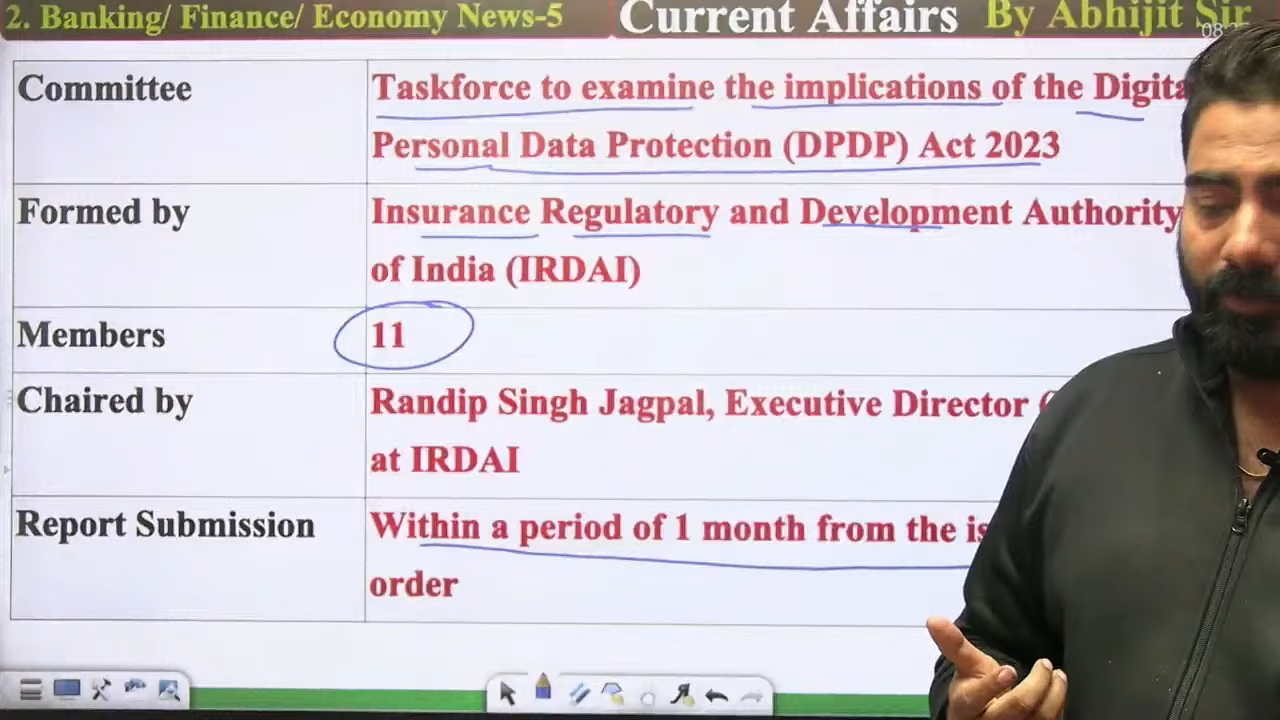 2. Banking/ Finance/ Economy News-5 Current Affairs By Abhijit Sir
Committee Taskforce to examine the implications of the
Personal Data Protection (DPDP) Act 2023
Formed by Insurance Regulatory and Development Authority
of India (IRDAI)
Members 11
Chaired by Randip Singh Jagpal, Executive Director
at IRDAI
Report Submission Within a period of 1 month from the
order